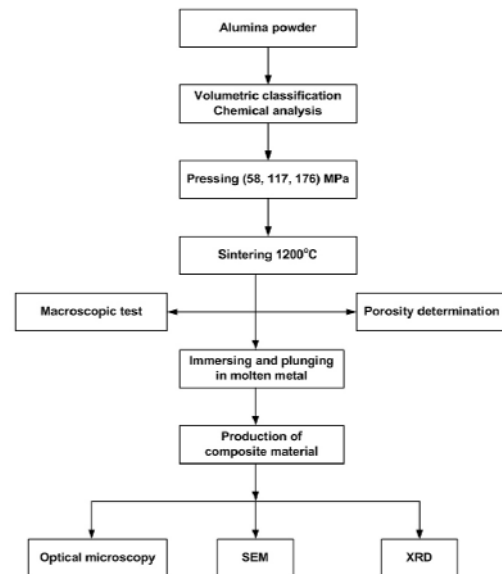 Alumina powder
Volumetric classification
Chemical analysis
Pressing (58, 117, 176) MPa
Sintering 1200°C
Macroscopic test
Porosity determination
Immersing and plunging
in molten metal
Production of
composite material
Optical microscopy
SEM
XRD